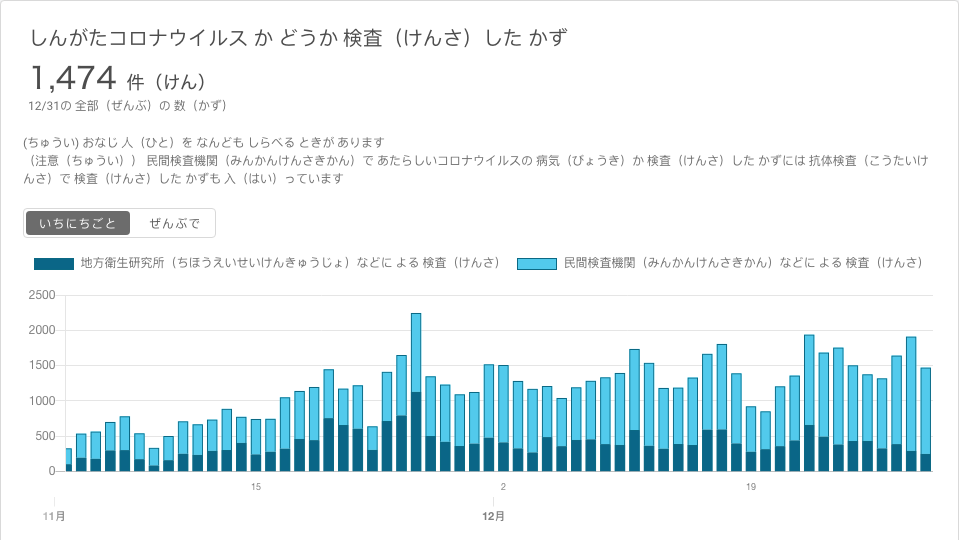 しんがたコロナウイルス か どうか 検査（けんさ）した かず
1,474 件（けん）
12/31の 全部（ぜんぶ）の 数（かず）
(ちゅうい) おなじ 人（ひと）を なんども しらべる ときが あります
（注意（ちゅうい）） 民間検査機関（みんかんけんさきかん）で あたらしいコロナウイルスの 病気（びょうき）か 検査（けんさ）した かずには 抗体検査（こうたいけ
んさ）で 検査（けんさ）した かずも 入（はい）っています
いちにちごと ぜんぶで
地方衛生研究所（ちほうえいせいけんきゅうじょ）などに よる 検査（けんさ） 民間検査機関（みんかんけんさきかん）などに よる 検査（けんさ）
2500
2000
1500
1000
500
0
15 2 19
11月 12月